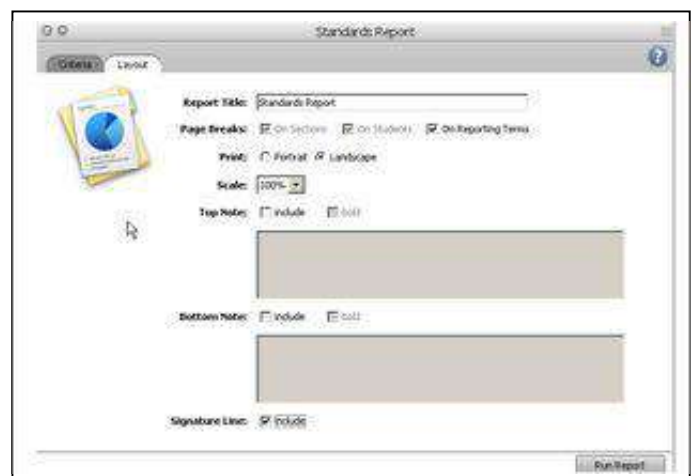 Standards Report
Criteria Layout
Report Title: Standards Report
Page Breaks: On Sections On Students On Reporting Terms
Print: Portrait Landscape
Scale: 100%
Top Note: include bold
Bottom Note: include bold
Signature Line: include
Run Report